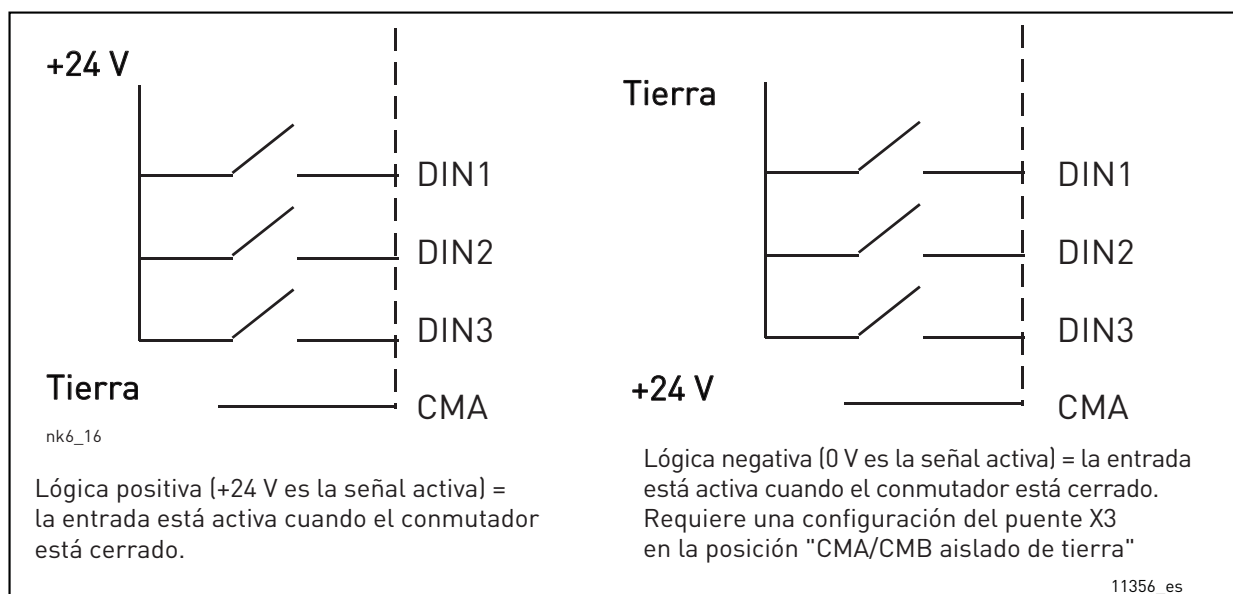 +24 V
DIN1
DIN2
DIN3
Tierra
CMA
nk6_16
Lógica positiva (+24 V es la señal activa) =
la entrada está activa cuando el conmutador
está cerrado.
Tierra
DIN1
DIN2
DIN3
+24 V
CMA
Lógica negativa (0 V es la señal activa) = la entrada
está activa cuando el conmutador está cerrado.
Requiere una configuración del puente X3
en la posición "CMA/CMB aislado de tierra"
11356_es